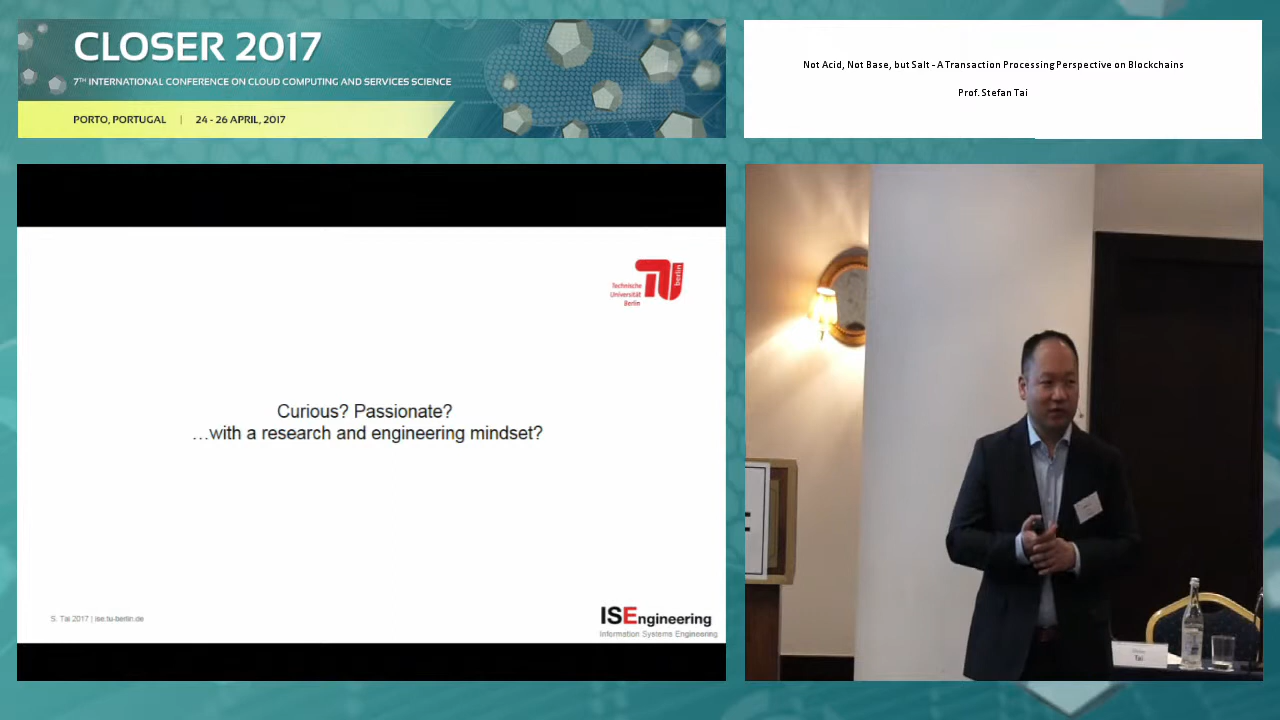 CLOSER 2017
7TH INTERNATIONAL CONFERENCE ON CLOUD COMPUTING AND SERVICES SCIENCE
PORTO, PORTUGAL | 24 - 26 APRIL, 2017
Not Acid, Not Base, but Salt - A Transaction Processing Perspective on Blockchains
Prof. Stefan Tai
Technische
Universität
Berlin
berlin
Curious? Passionate?
…with a research and engineering mindset?
S. Tai 2017 | ise.tu-berlin.de
ISEngineering
Information Systems Engineering
Tai